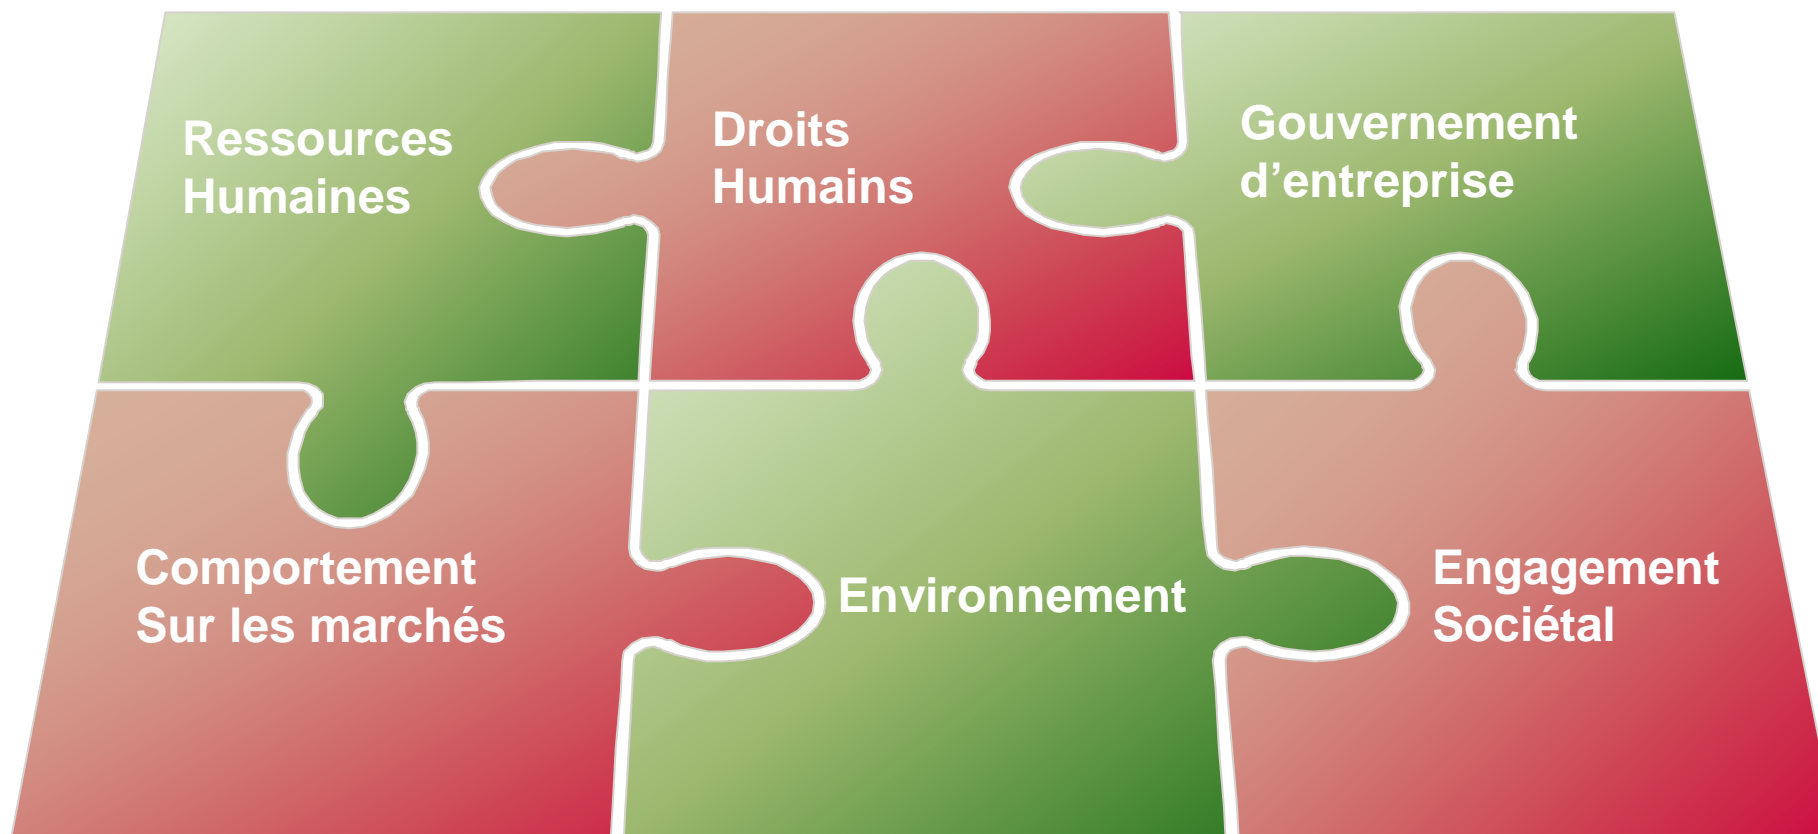 Ressources
Humaines
Droits
Humains
Gouvernement
d’entreprise
Comportement
Sur les marchés
Environnement
Engagement
Sociétal